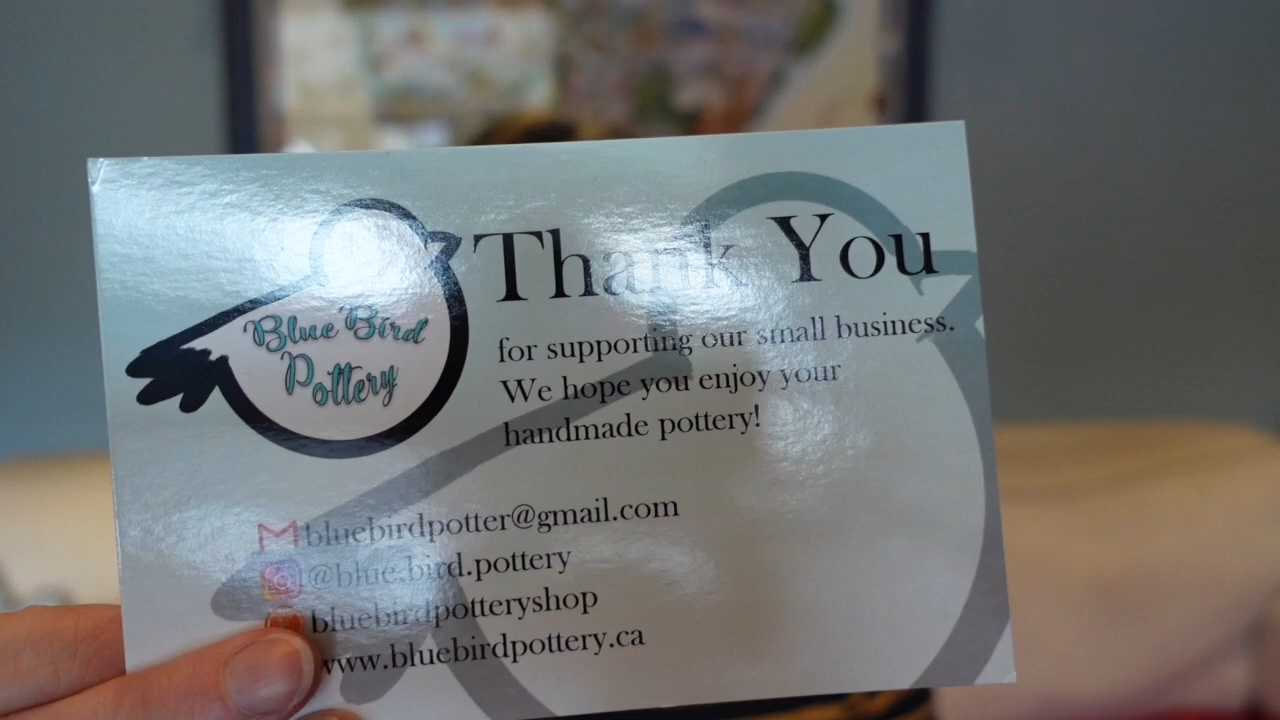 Blue Bird
Pottery
Thank You
for supporting our small business.
We hope you enjoy your
handmade pottery!
bluebirdpotter@gmail.com
@blue.bird.pottery
bluebirdpotteryshop
www.bluebirdpottery.ca